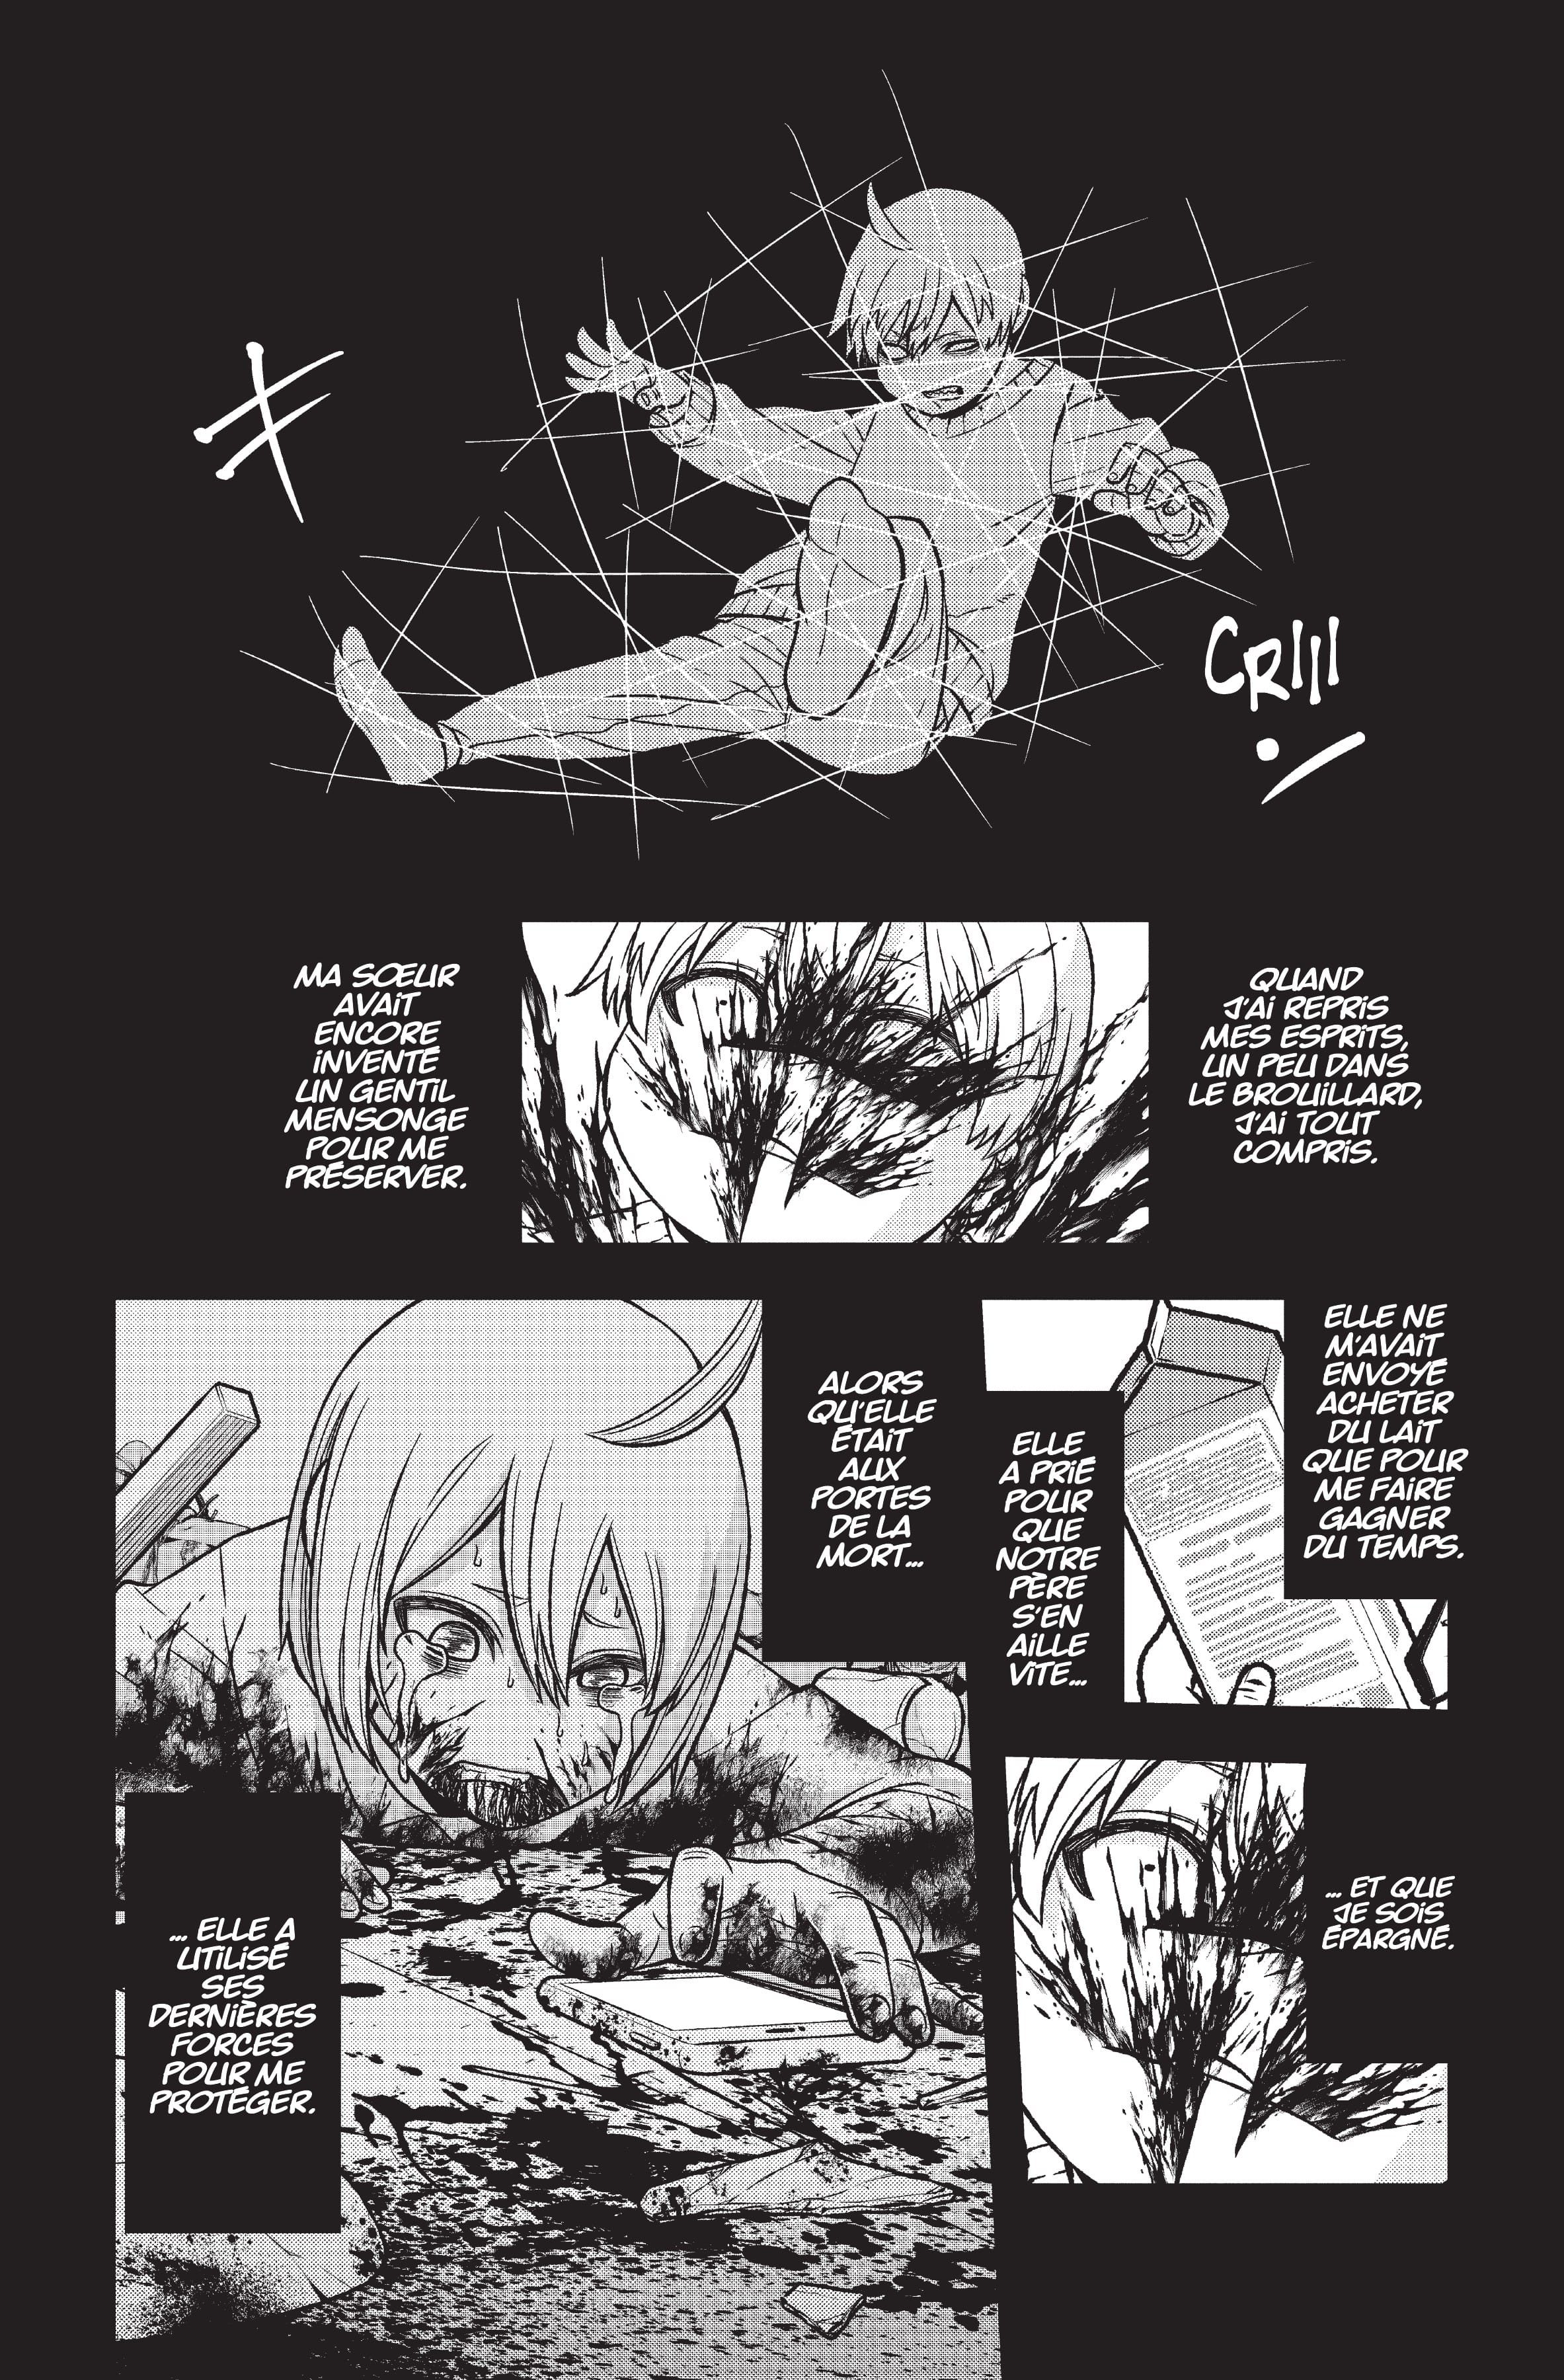 キ
CRIII
QUAND
J'AI REPRIS
MES ESPRITS,
UN PEU DANS
LE BROUILLARD,
J'AI TOUT
COMPRIS.
MA SŒUR
AVAIT
ENCORE
INVENTÉ
UN GENTIL
MENSONGE
POUR ME
PRÉSERVER.
ELLE NE
M'AVAIT
ENVOYÉ
ACHETER
DU LAIT
QUE POUR
ME FAIRE
GAGNER
DU TEMPS.
ELLE
A PRIÉ
POUR
QUE
NOTRE
PÈRE
S'EN
AILLE
VITE...
... ET QUE
JE SOIS
ÉPARGNÉ.
ALORS
QU'ELLE
ÉTAIT
AUX
PORTES
DE LA
MORT...
... ELLE A
UTILISÉ
SES
DERNIÈRES
FORCES
POUR ME
PROTÉGER.